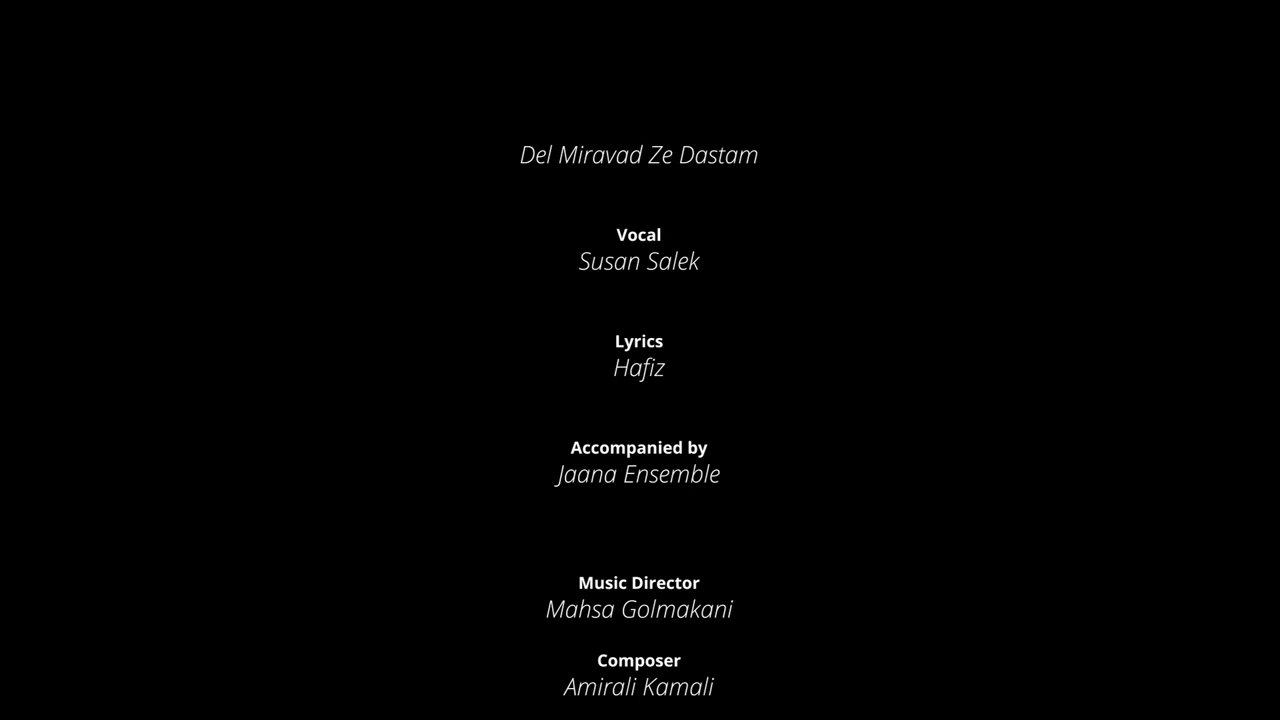 Del Miravad Ze Dastam
Vocal
Susan Salek
Lyrics
Hafiz
Accompanied by
Jaana Ensemble
Music Director
Mahsa Golmakani
Composer
Amirali Kamali